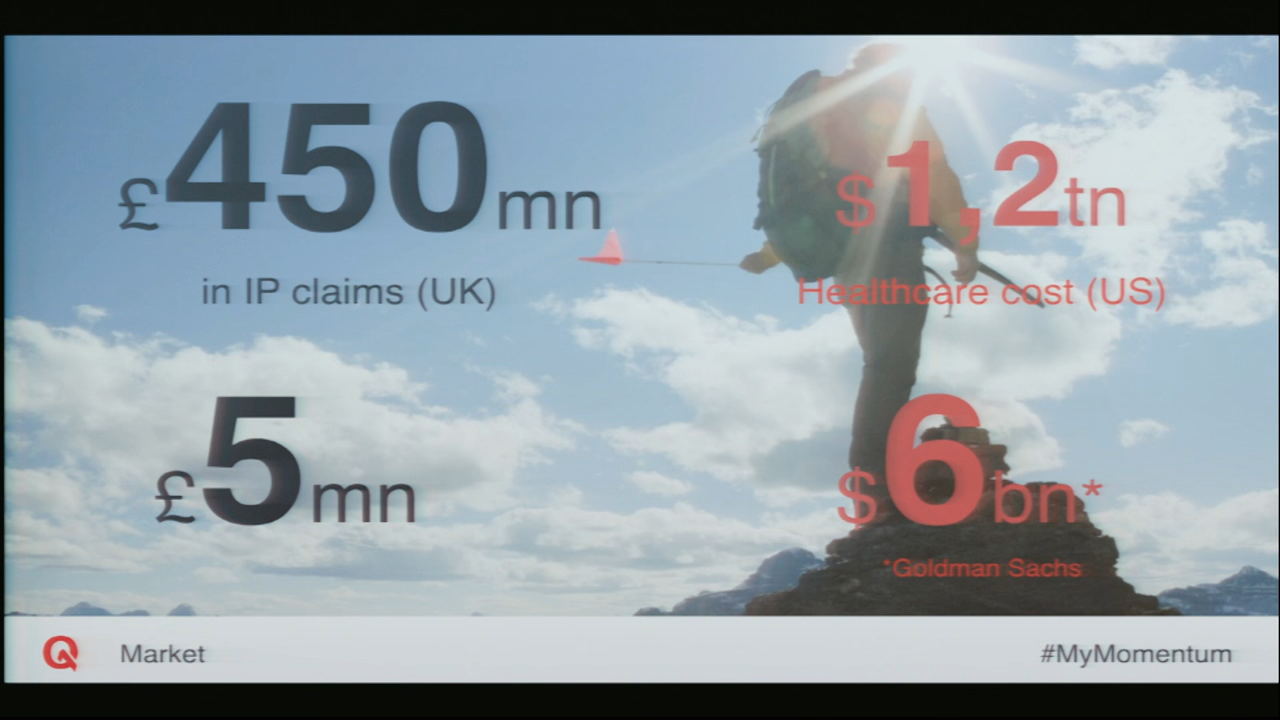 £450mn
in IP claims (UK)
$1,2tn
Healthcare cost (US)
£5mn
$6bn*
*Goldman Sachs
Q Market
#MyMomentum